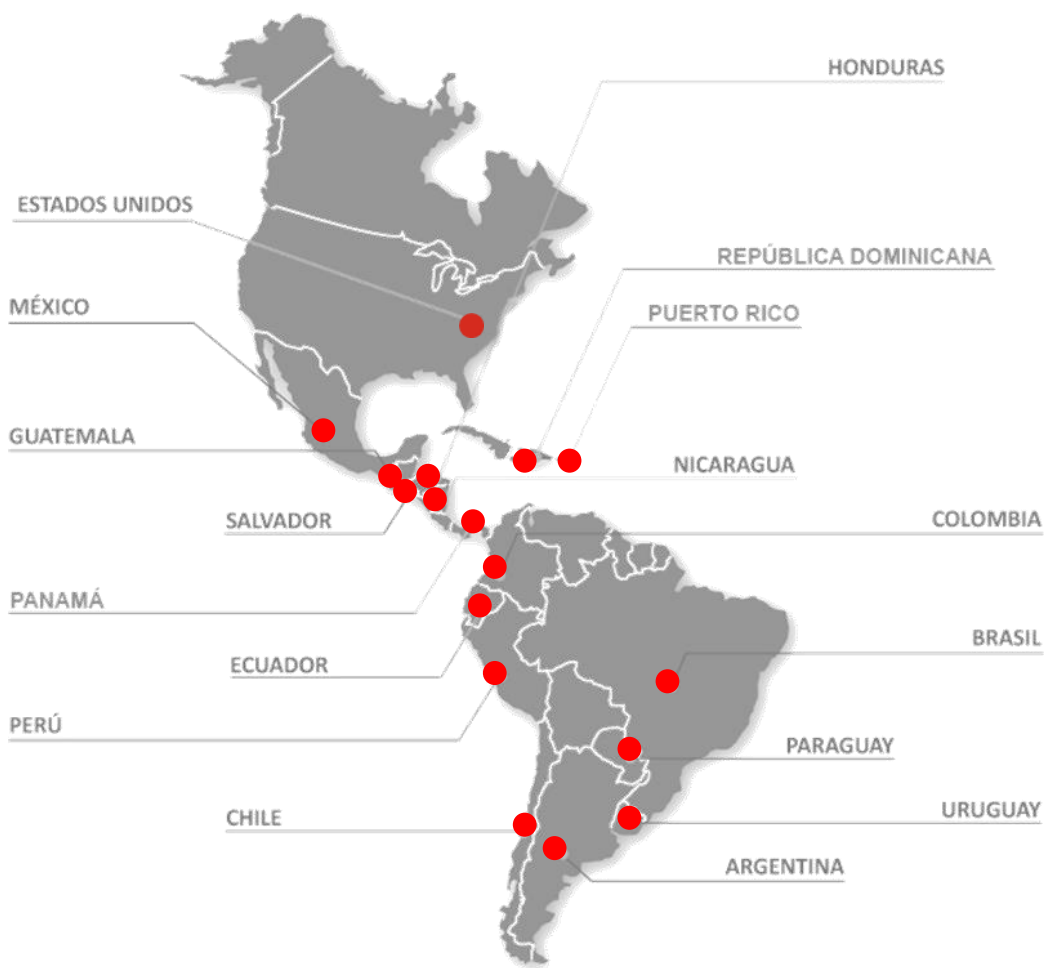 HONDURAS
ESTADOS UNIDOS
REPÚBLICA DOMINICANA
MÉXICO
PUERTO RICO
GUATEMALA
NICARAGUA
SALVADOR
COLOMBIA
PANAMÁ
BRASIL
ECUADOR
PERÚ
PARAGUAY
URUGUAY
CHILE
ARGENTINA